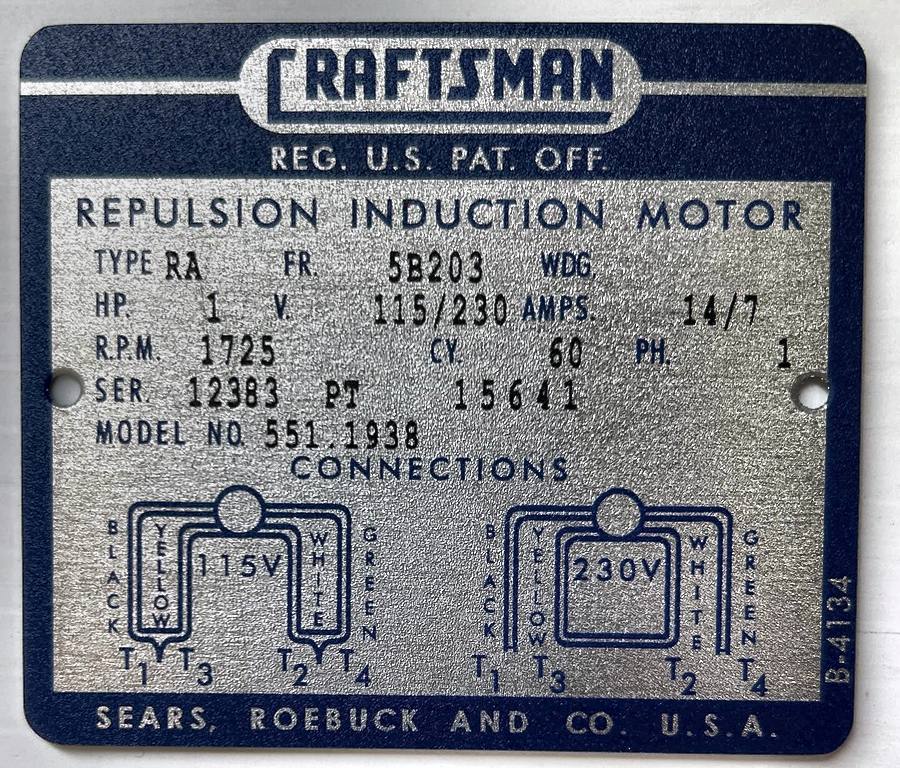 CRAFTSMAN
REG. U.S. PAT. OFF.
REPULSION INDUCTION MOTOR
TYPE RA FR. 5B203 WDG.
HP. 1 V. 115/230 AMPS. 14/7
R.P.M. 1725 CY. 60 PH. 1
SER. 12383 PT 15641
MODEL NO. 551.1938
CONNECTIONS
BLACK YELLOW 115V WHITE GREEN
T1 T3 T2 T4
BLACK YELLOW 230V WHITE GREEN
T1 T3 T2 T4
B-4134
SEARS, ROEBUCK AND CO. U.S.A.